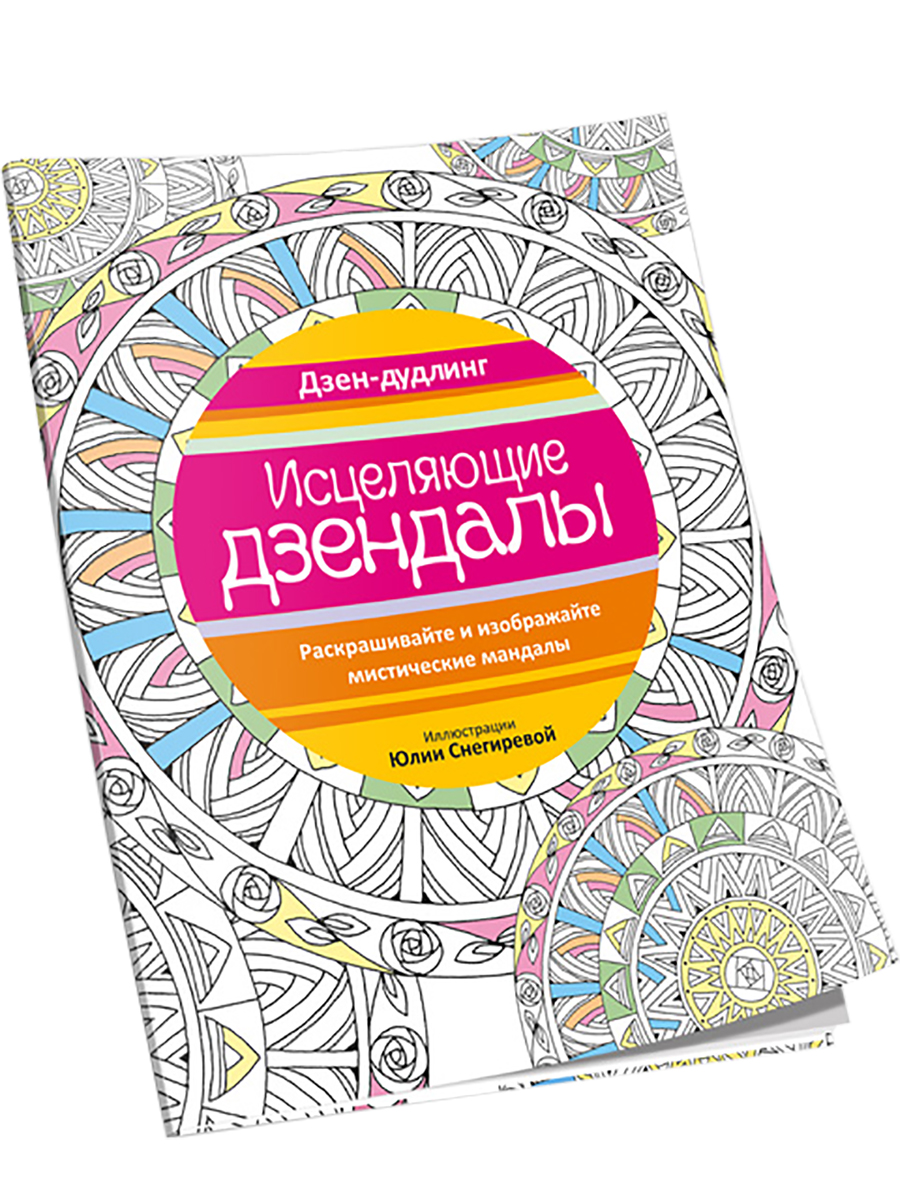 Дзен-дудлинг
Исцеляющие
дзендалы
Раскрашивайте и изображайте
мистические мандалы
Иллюстрации
Юлии Снегиревой